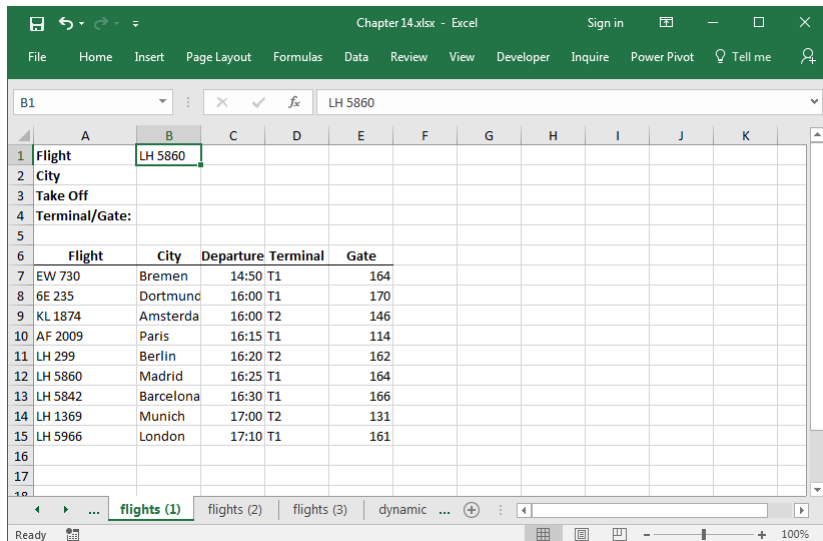 Chapter 14.xlsx - Excel Sign in
File Home Insert Page Layout Formulas Data Review View Developer Inquire Power Pivot Tell me
B1 fx LH 5860
A B C D E F G H I J K
1 Flight LH 5860
2 City
3 Take Off
4 Terminal/Gate:
5
6 Flight City Departure Terminal Gate
7 EW 730 Bremen 14:50 T1 164
8 6E 235 Dortmund 16:00 T1 170
9 KL 1874 Amsterda 16:00 T2 146
10 AF 2009 Paris 16:15 T1 114
11 LH 299 Berlin 16:20 T2 162
12 LH 5860 Madrid 16:25 T1 164
13 LH 5842 Barcelona 16:30 T1 166
14 LH 1369 Munich 17:00 T2 131
15 LH 5966 London 17:10 T1 161
16
17
18
... flights (1) flights (2) flights (3) dynamic ...
Ready 100%